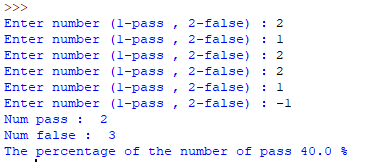 >>>
Enter number (1-pass , 2-false) : 2
Enter number (1-pass , 2-false) : 1
Enter number (1-pass , 2-false) : 2
Enter number (1-pass , 2-false) : 2
Enter number (1-pass , 2-false) : 1
Enter number (1-pass , 2-false) : -1
Num pass :  2
Num false :  3
The percentage of the number of pass 40.0 %